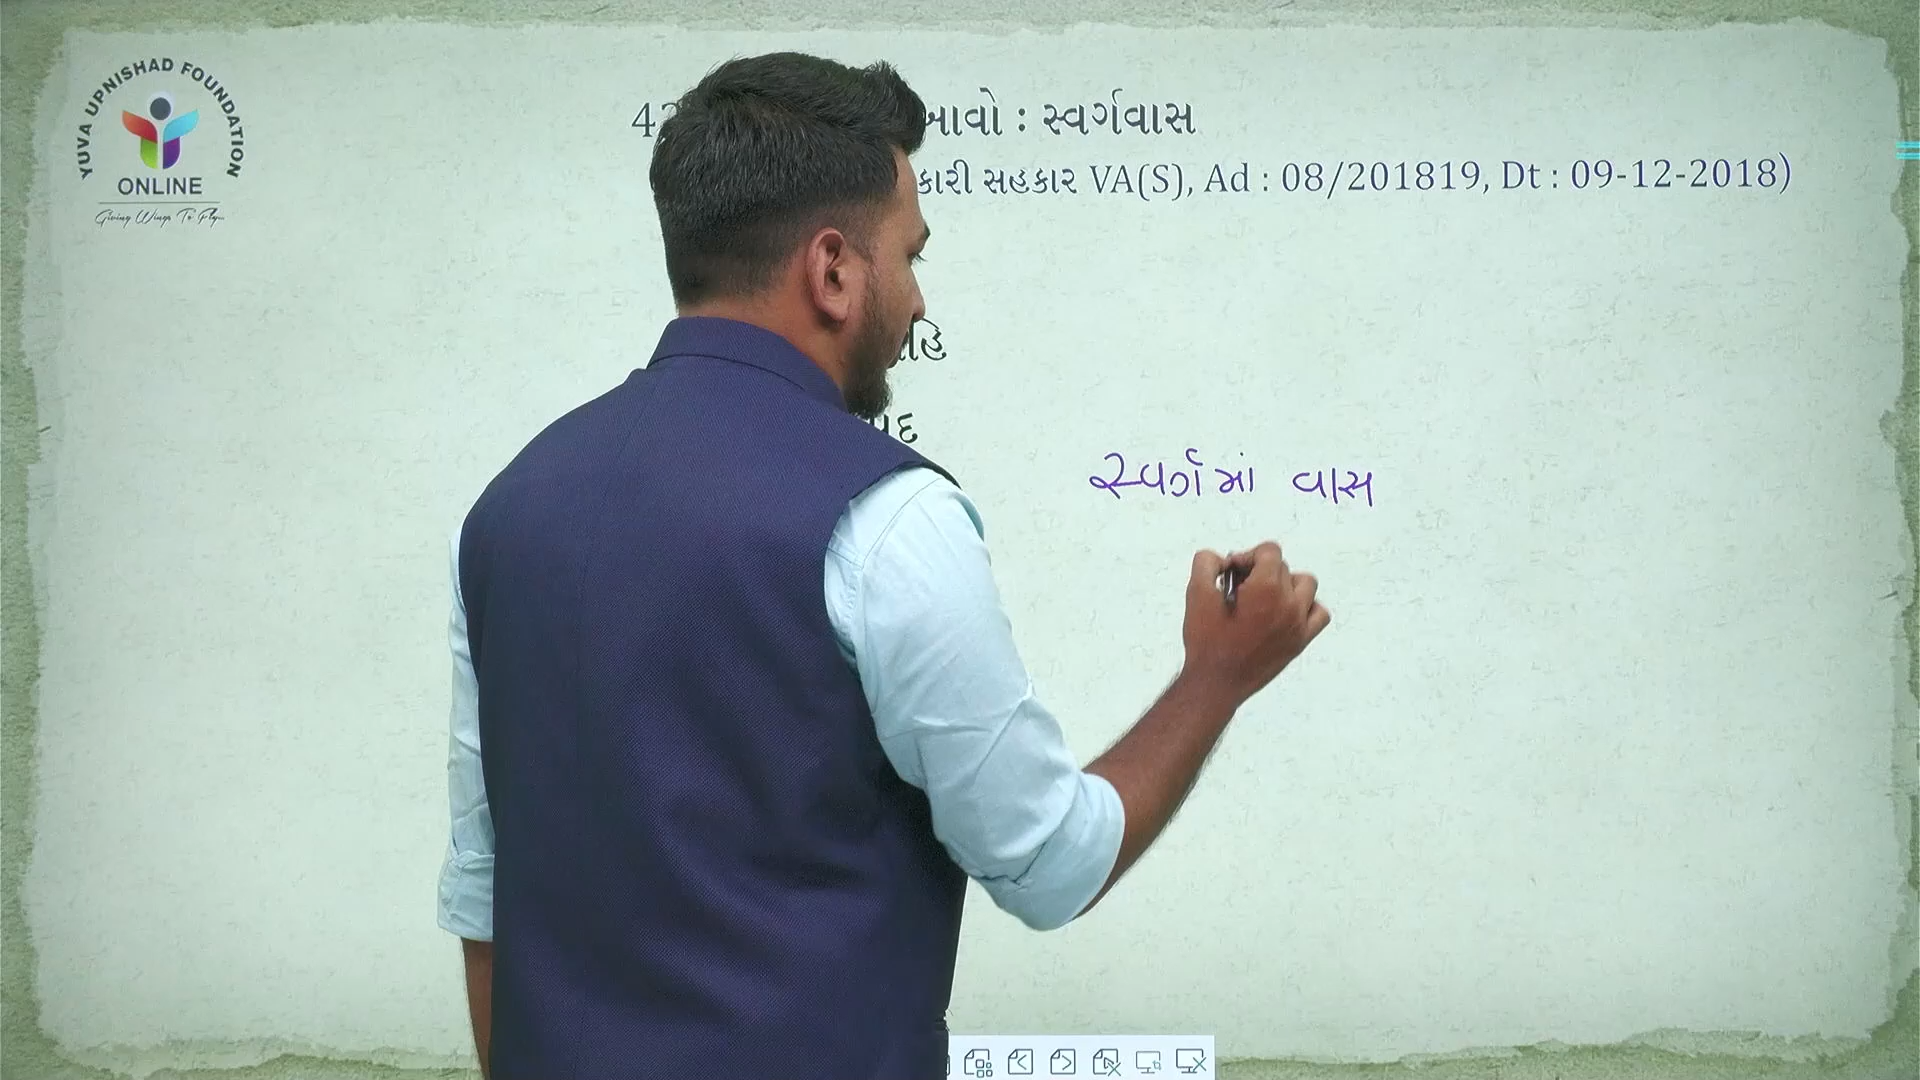 YUVA UPNISHAD FOUNDATION
ONLINE
Giving Wings To Fly...
: સ્વર્ગવાસ
સહકાર VA(S), Ad : 08/201819, Dt : 09-12-2018)
સ્વર્ગમાં વાસ